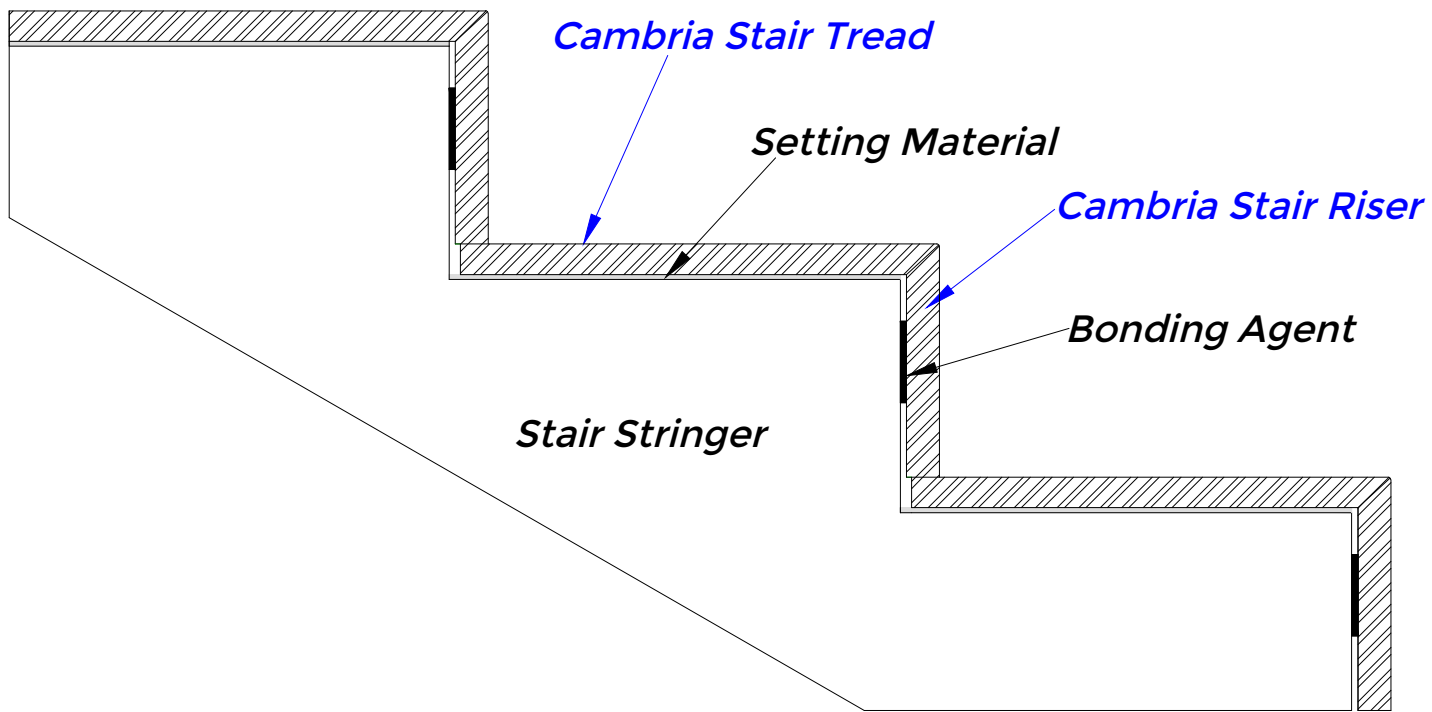 Cambria Stair Tread
Setting Material
Cambria Stair Riser
Bonding Agent
Stair Stringer